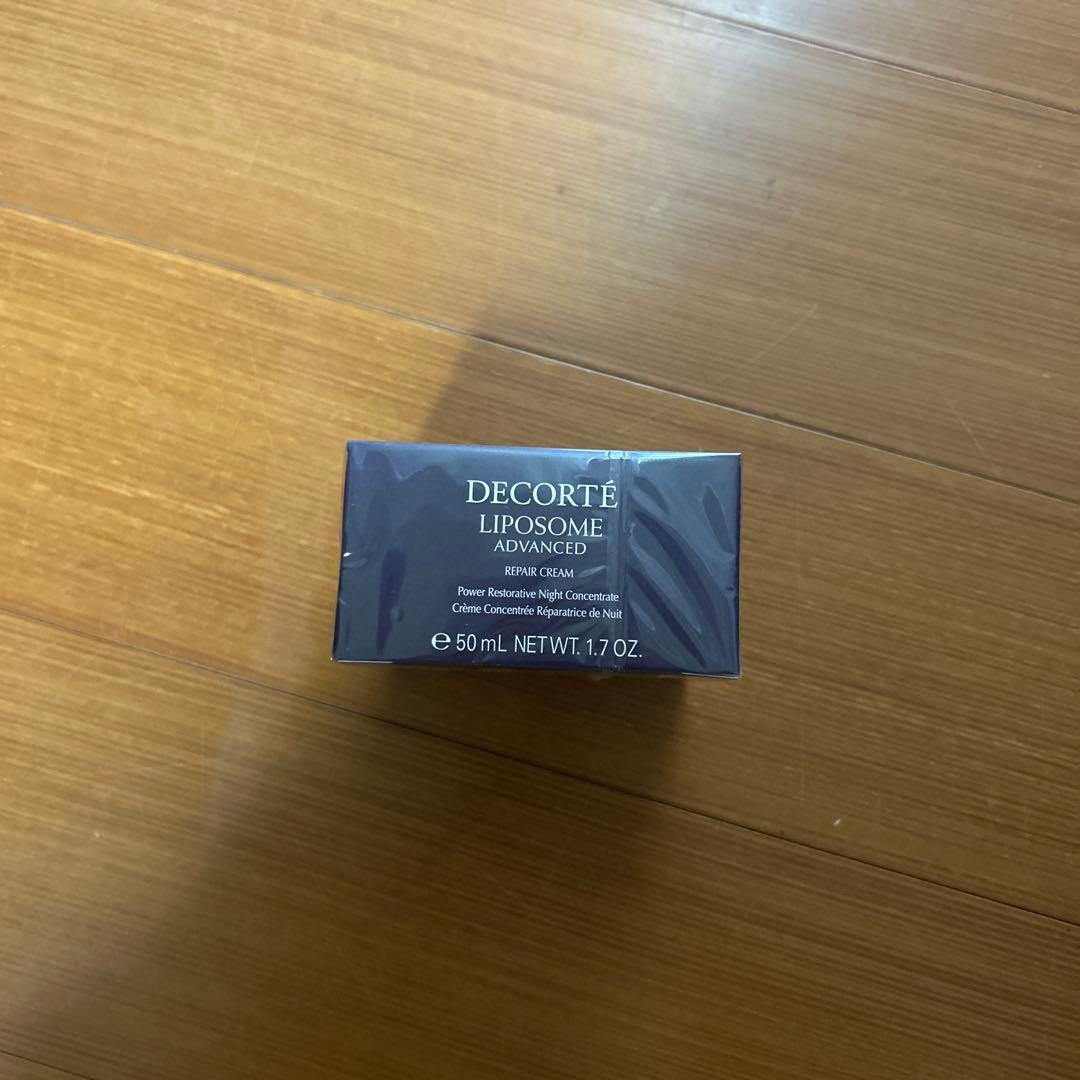 DECORTÉ
LIPOSOME
ADVANCED
REPAIR CREAM
Power Restorative Night Concentrate
Crème Concentrée Réparatrice de Nuit
℮ 50 mL NET WT. 1.7 OZ.